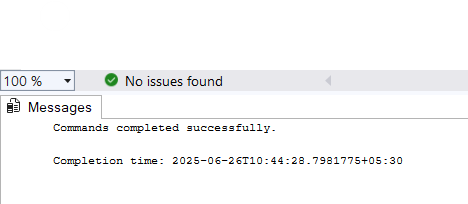 100 %
No issues found
Messages
Commands completed successfully.
Completion time: 2025-06-26T10:44:28.7981775+05:30